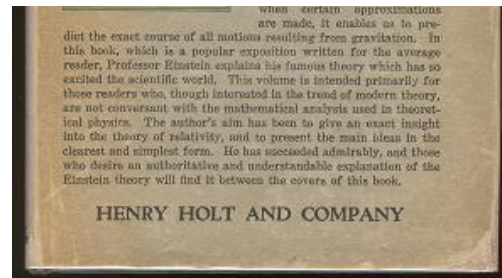 when certain approximations
are made, it enables us to pre-
dict the exact course of all motions resulting from gravitation. In
this book, which is a popular exposition written for the average
reader, Professor Einstein explains his famous theory which has so
excited the scientific world. This volume is intended primarily for
those readers who, though interested in the trend of modern theory,
are not conversant with the mathematical analysis used in theoret-
ical physics. The author's aim has been to give an exact insight
into the theory of relativity, and to present the main ideas in the
clearest and simplest form. He has succeeded admirably, and those
who desire an authoritative and understandable explanation of the
Einstein theory will find it between the covers of this book.
HENRY HOLT AND COMPANY